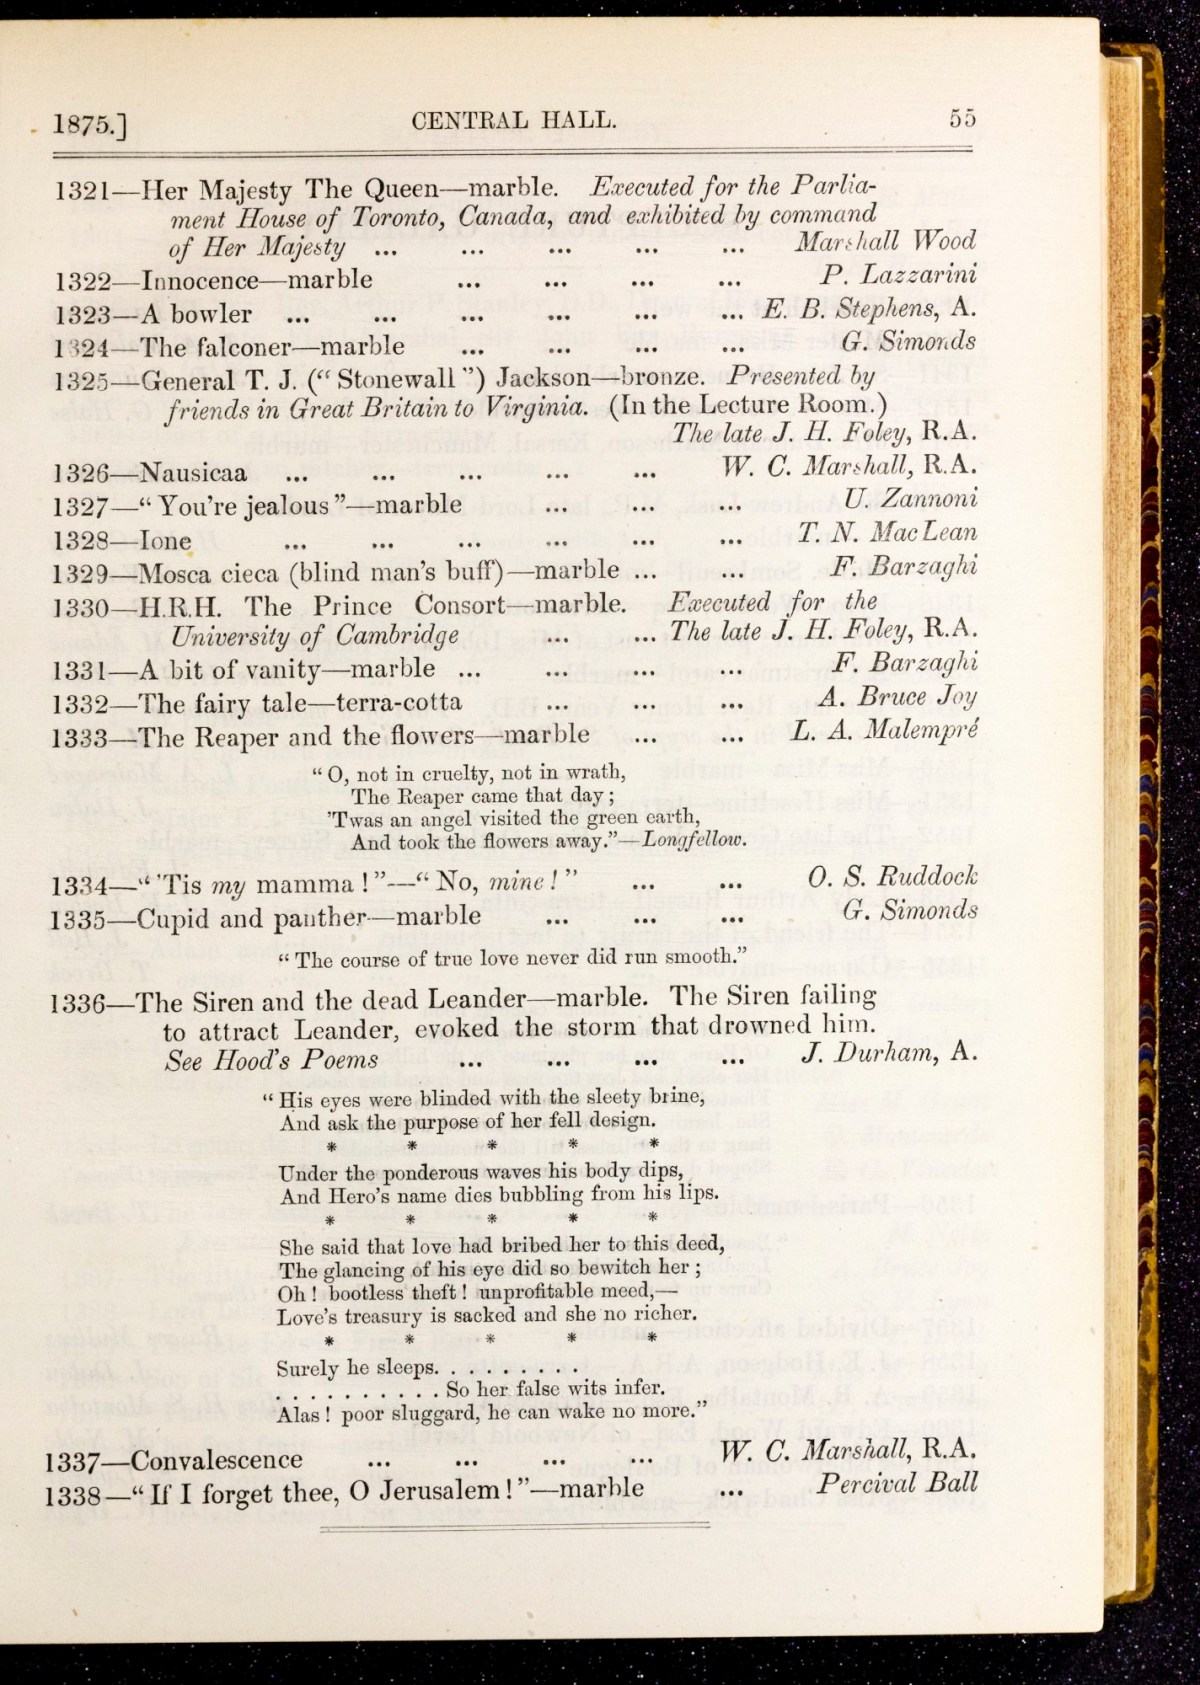 1875.] CENTRAL HALL. 55
1321—Her Majesty The Queen—marble. Executed for the Parlia-
ment House of Toronto, Canada, and exhibited by command
of Her Majesty ... ... ... ... ... Marshall Wood
1322—Innocence—marble ... ... ... ... P. Lazzarini
1323—A bowler ... ... ... ... ... ... E. B. Stephens, A.
1324—The falconer—marble ... ... ... ... G. Simonds
1325—General T. J. (“ Stonewall ”) Jackson—bronze. Presented by
friends in Great Britain to Virginia. (In the Lecture Room.)
The late J. H. Foley, R.A.
1326—Nausicaa ... ... ... ... ... W. C. Marshall, R.A.
1327—“ You're jealous ”—marble ... ... ... U. Zannoni
1328—Ione ... ... ... ... ... ... T. N. MacLean
1329—Mosca cieca (blind man's buff)—marble ... ... F. Barzaghi
1330—H.R.H. The Prince Consort—marble. Executed for the
University of Cambridge ... ... The late J. H. Foley, R.A.
1331—A bit of vanity—marble ... ... ... ... F. Barzaghi
1332—The fairy tale—terra-cotta ... ... ... A. Bruce Joy
1333—The Reaper and the flowers—marble ... ... L. A. Malempré
“ O, not in cruelty, not in wrath,
The Reaper came that day ;
'Twas an angel visited the green earth,
And took the flowers away.”—Longfellow.
1334—“ 'Tis my mamma ! ”—“ No, mine ! ” ... ... O. S. Ruddock
1335—Cupid and panther—marble ... ... ... G. Simonds
“ The course of true love never did run smooth.”
1336—The Siren and the dead Leander—marble. The Siren failing
to attract Leander, evoked the storm that drowned him.
See Hood's Poems ... ... ... ... J. Durham, A.
“ His eyes were blinded with the sleety brine,
And ask the purpose of her fell design.
* * * * *
Under the ponderous waves his body dips,
And Hero's name dies bubbling from his lips.
* * * * *
She said that love had bribed her to this deed,
The glancing of his eye did so bewitch her ;
Oh ! bootless theft ! unprofitable meed,—
Love's treasury is sacked and she no richer.
* * * * *
Surely he sleeps. . . . . . . . . .
. . . . . . . . . . So her false wits infer.
Alas ! poor sluggard, he can wake no more.”
1337—Convalescence ... ... ... ... W. C. Marshall, R.A.
1338—“ If I forget thee, O Jerusalem ! ”—marble ... Percival Ball